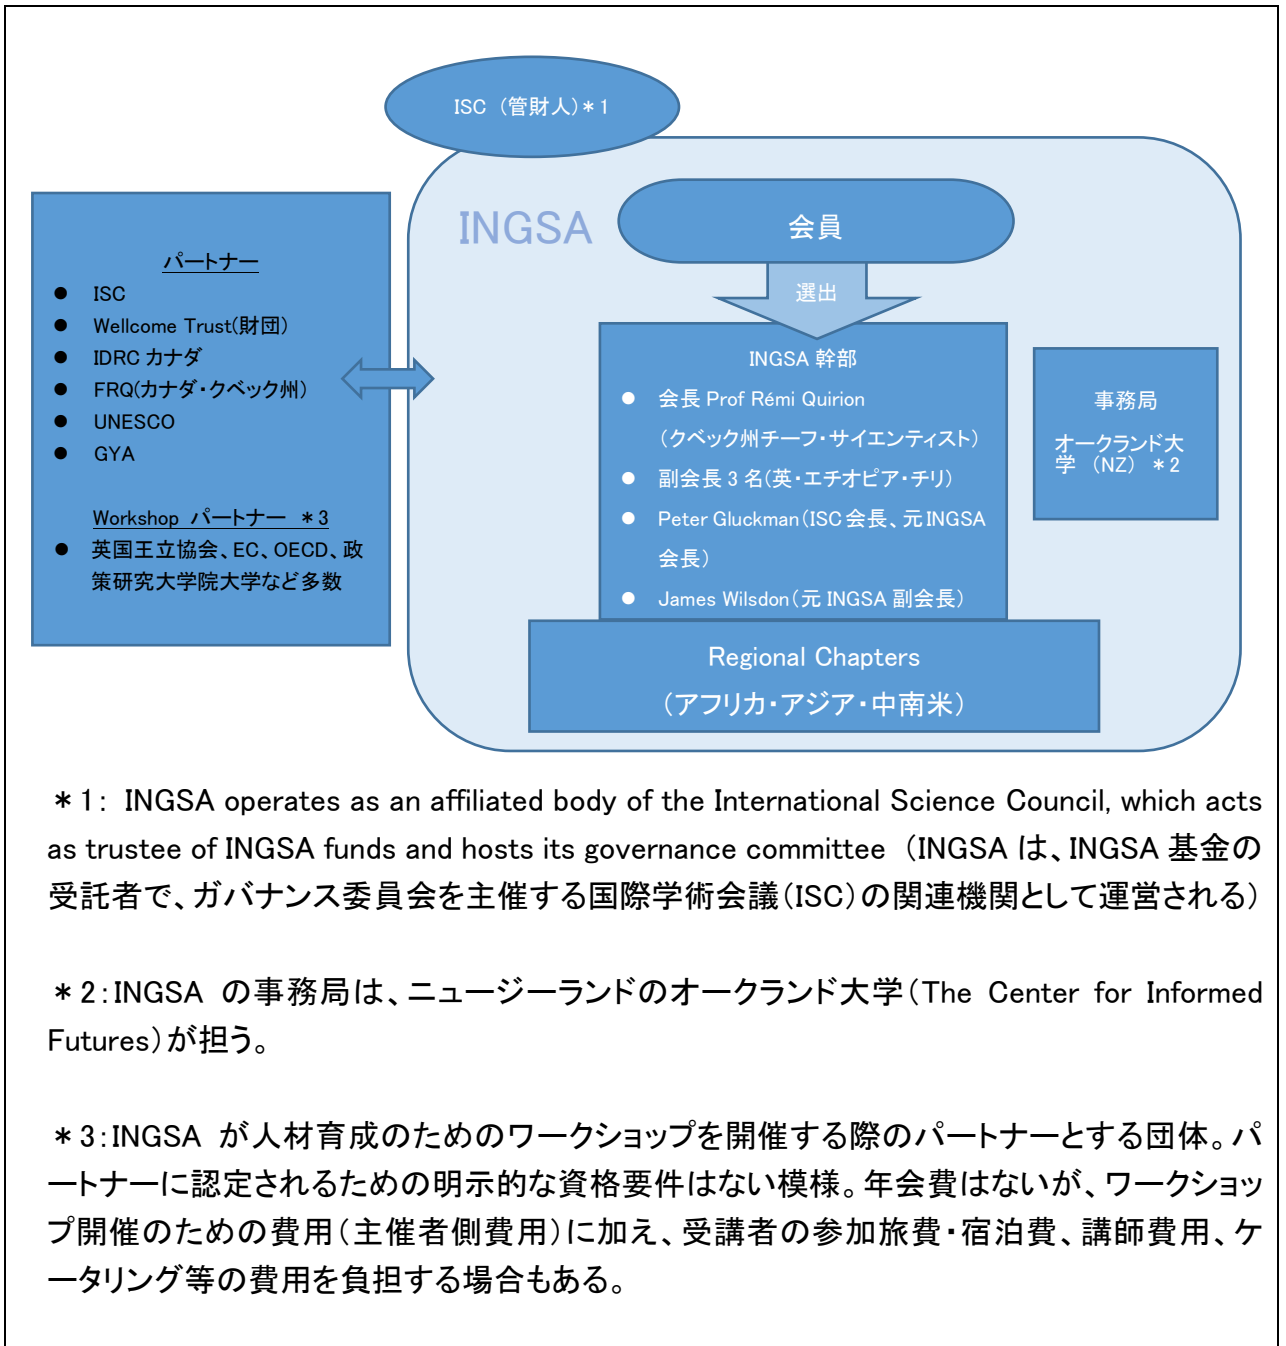 ISC（管財人）＊1
INGSA
会員
選出
パートナー
● ISC
● Wellcome Trust(財団)
● IDRC カナダ
● FRQ(カナダ・クベック州)
● UNESCO
● GYA
Workshop パートナー ＊3
● 英国王立協会、EC、OECD、政
策研究大学院大学など多数
INGSA 幹部
● 会長 Prof Rémi Quirion
（クベック州チーフ・サイエンティスト）
● 副会長 3 名(英・エチオピア・チリ)
● Peter Gluckman（ISC 会長、元 INGSA
会長）
● James Wilsdon（元 INGSA 副会長）
事務局
オークランド大
学 （NZ） ＊2
Regional Chapters
（アフリカ・アジア・中南米）
＊1： INGSA operates as an affiliated body of the International Science Council, which acts
as trustee of INGSA funds and hosts its governance committee （INGSA は、INGSA 基金の
受託者で、ガバナンス委員会を主催する国際学術会議（ISC）の関連機関として運営される）
＊2：INGSA の事務局は、ニュージーランドのオークランド大学（The Center for Informed
Futures）が担う。
＊3：INGSA が人材育成のためのワークショップを開催する際のパートナーとする団体。パ
ートナーに認定されるための明示的な資格要件はない模様。年会費はないが、ワークショッ
プ開催のための費用（主催者側費用）に加え、受講者の参加旅費・宿泊費、講師費用、ケ
ータリング等の費用を負担する場合もある。